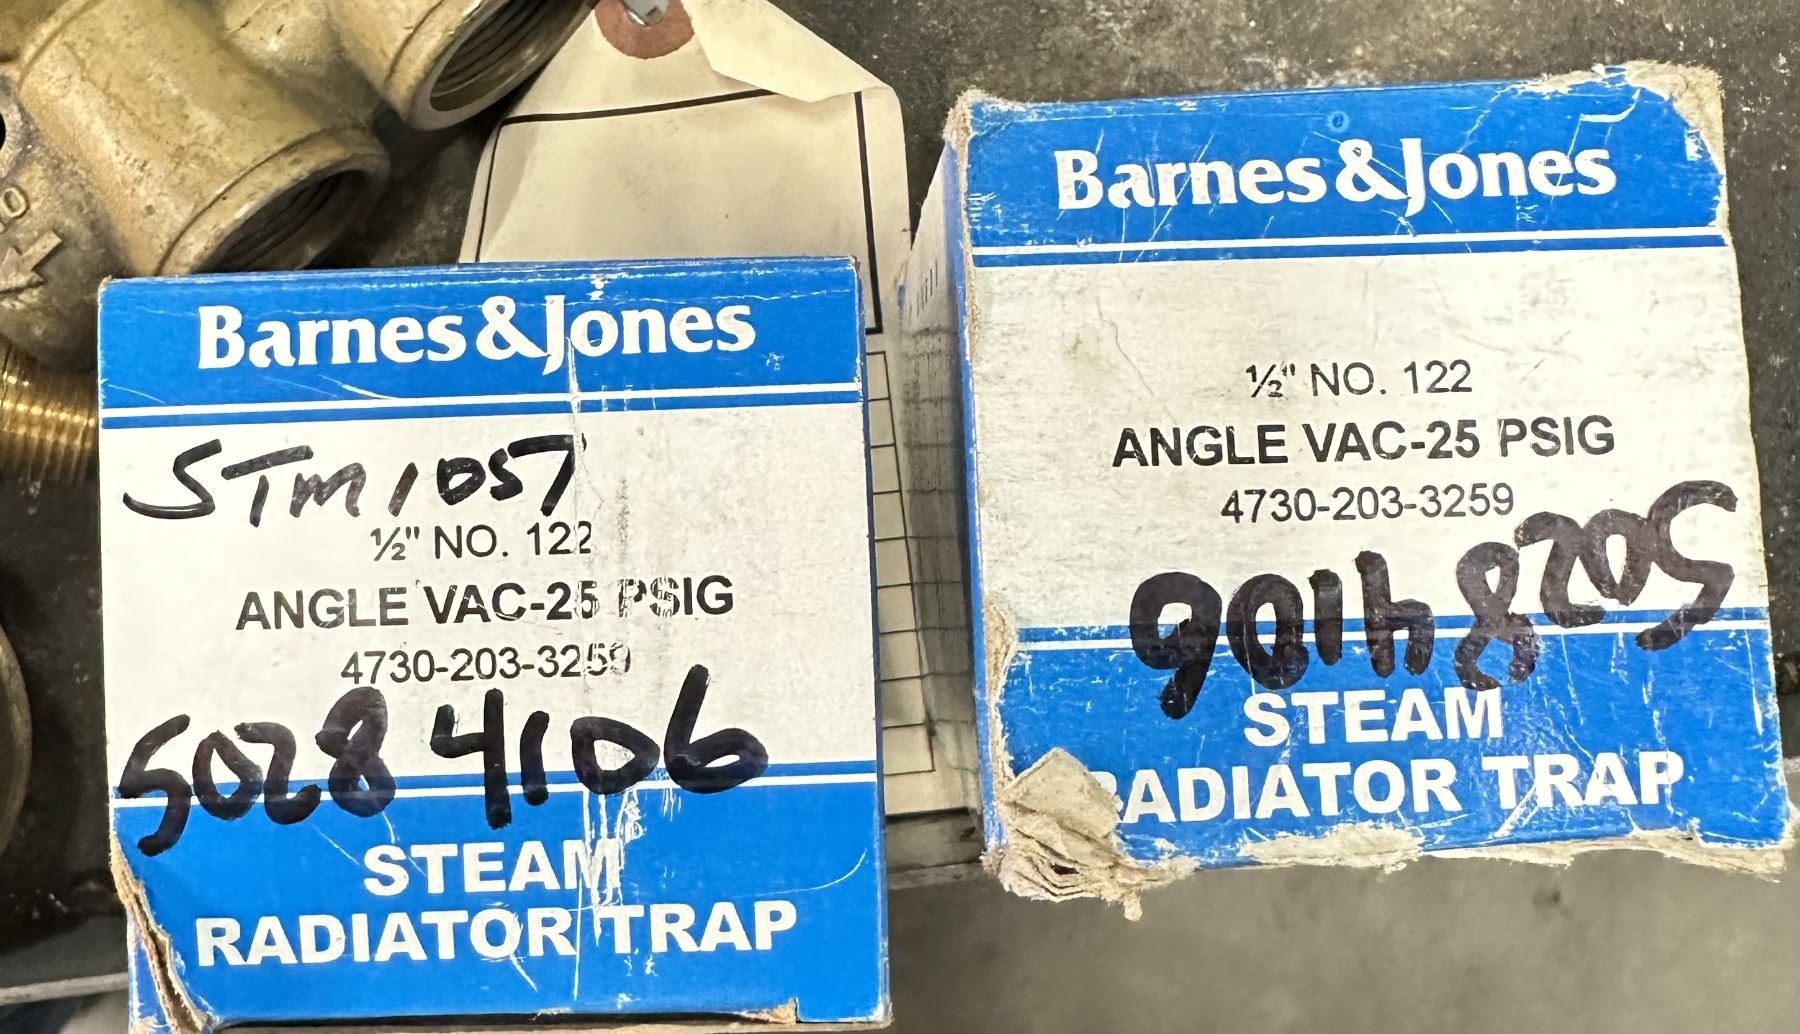 Barnes&Jones
STM1057
½" NO. 122
ANGLE VAC-25 PSIG
4730-203-3259
50284106
STEAM
RADIATOR TRAP
Barnes&Jones
½" NO. 122
ANGLE VAC-25 PSIG
4730-203-3259
50284106
STEAM
RADIATOR TRAP